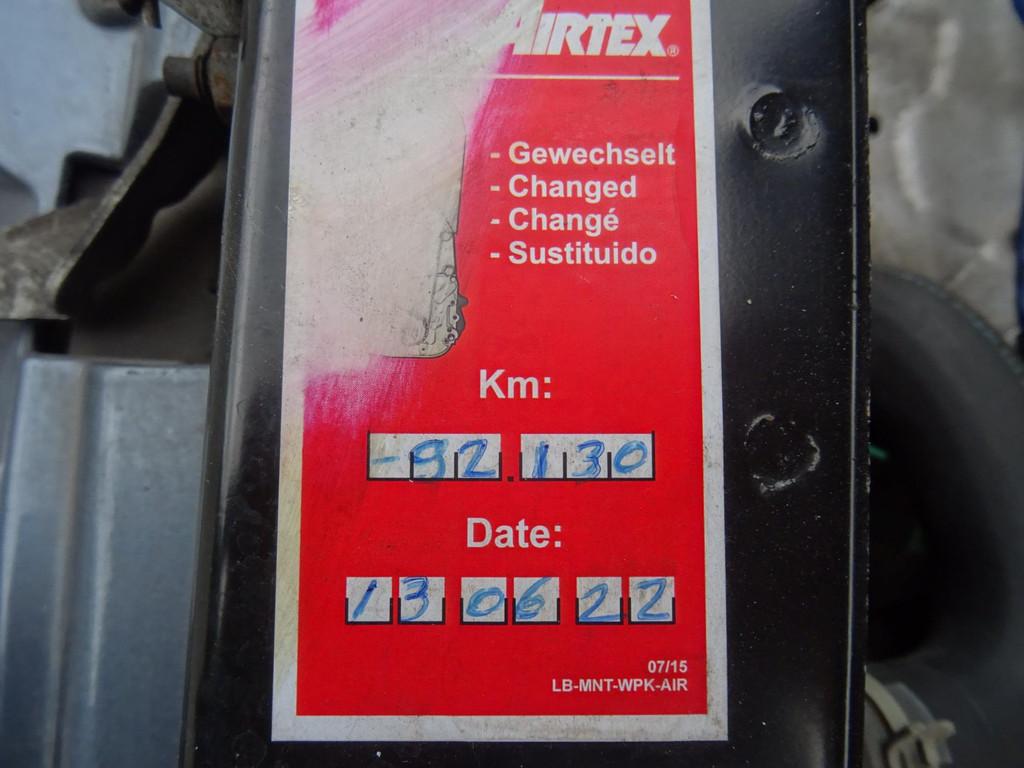 AIRTEX®
- Gewechselt
- Changed
- Changé
- Sustituido
Km:
-92.130
Date:
13 06 22
07/15
LB-MNT-WPK-AIR